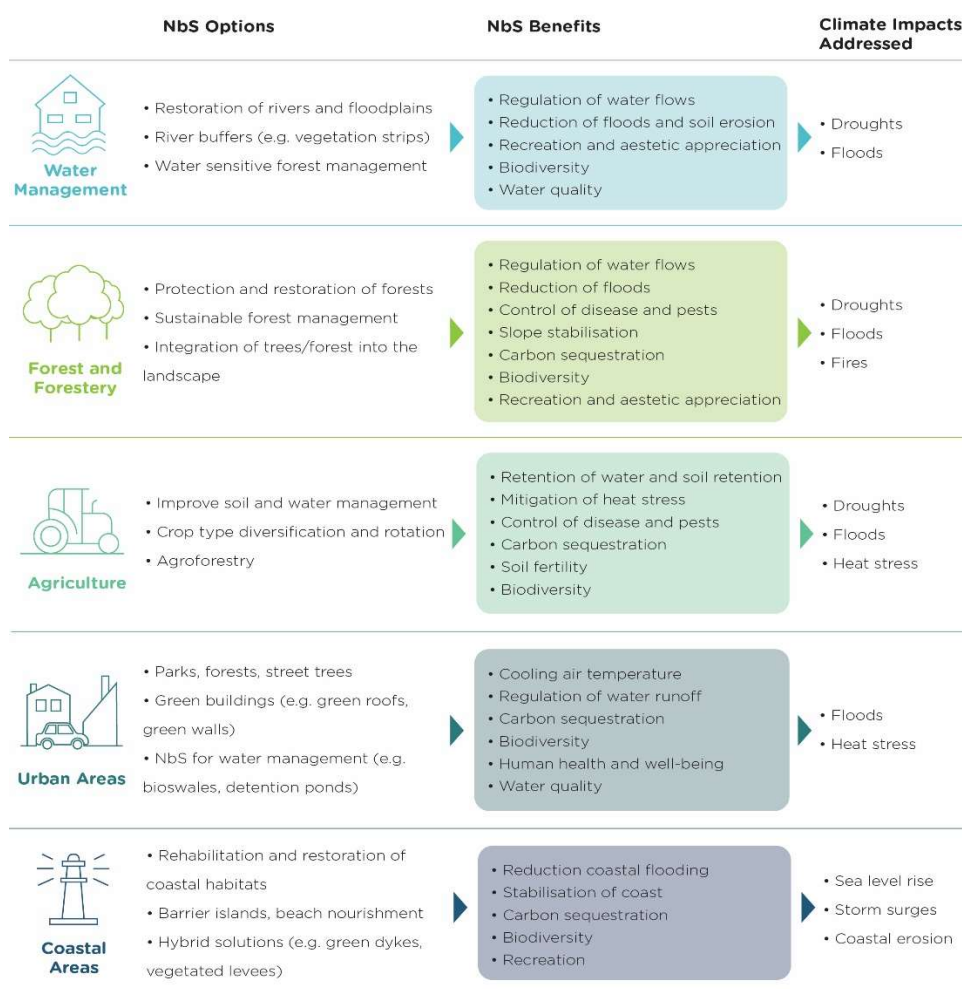 NbS Options
NbS Benefits
Climate Impacts
Addressed
Water
Management
• Restoration of rivers and floodplains
• River buffers (e.g. vegetation strips)
• Water sensitive forest management
• Regulation of water flows
• Reduction of floods and soil erosion
• Recreation and aestetic appreciation
• Biodiversity
• Water quality
• Droughts
• Floods
Forest and
Forestery
• Protection and restoration of forests
• Sustainable forest management
• Integration of trees/forest into the
landscape
• Regulation of water flows
• Reduction of floods
• Control of disease and pests
• Slope stabilisation
• Carbon sequestration
• Biodiversity
• Recreation and aestetic appreciation
• Droughts
• Floods
• Fires
Agriculture
• Improve soil and water management
• Crop type diversification and rotation
• Agroforestry
• Retention of water and soil retention
• Mitigation of heat stress
• Control of disease and pests
• Carbon sequestration
• Soil fertility
• Biodiversity
• Droughts
• Floods
• Heat stress
Urban Areas
• Parks, forests, street trees
• Green buildings (e.g. green roofs,
green walls)
• NbS for water management (e.g.
bioswales, detention ponds)
• Cooling air temperature
• Regulation of water runoff
• Carbon sequestration
• Biodiversity
• Human health and well-being
• Water quality
• Floods
• Heat stress
Coastal
Areas
• Rehabilitation and restoration of
coastal habitats
• Barrier islands, beach nourishment
• Hybrid solutions (e.g. green dykes,
vegetated levees)
• Reduction coastal flooding
• Stabilisation of coast
• Carbon sequestration
• Biodiversity
• Recreation
• Sea level rise
• Storm surges
• Coastal erosion